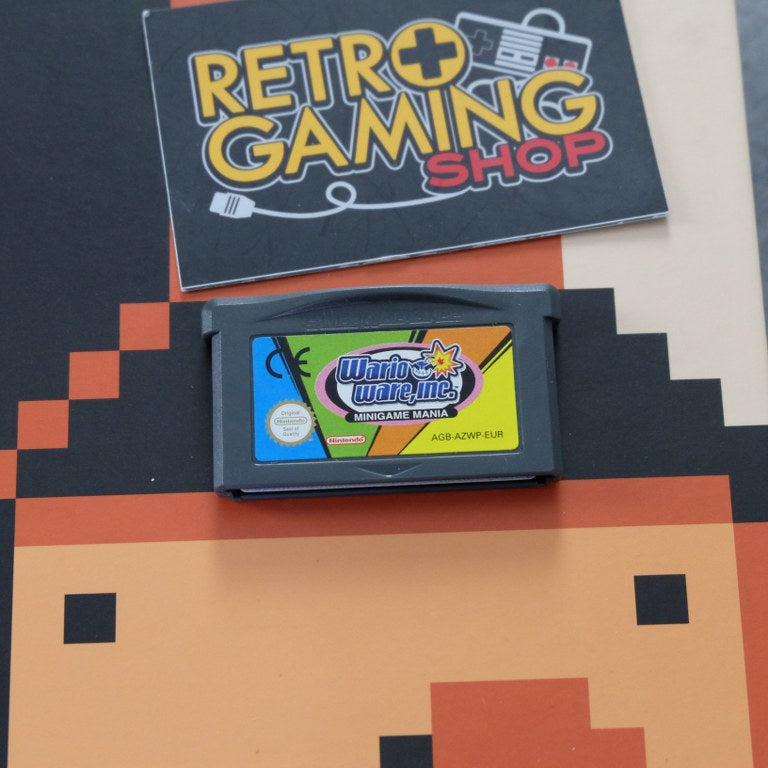 RETRO
GAMING
SHOP
CE
Wario
ware, inc.
MINIGAME MANIA
Original
Nintendo
Seal of
Quality
Nintendo
AGB-AZWP-EUR